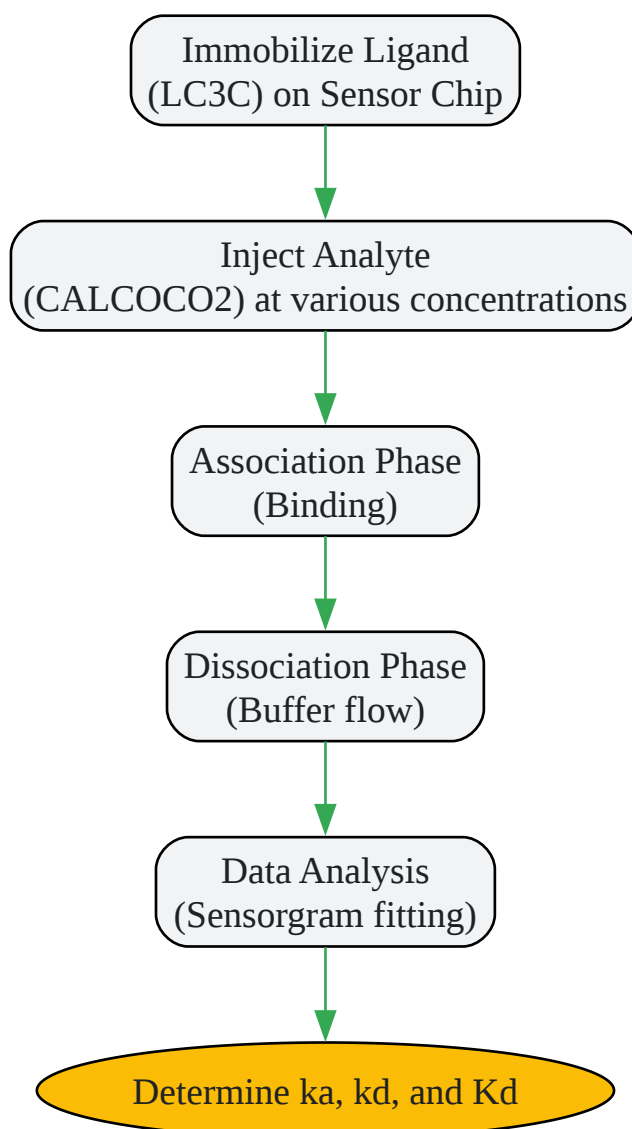 Immobilize Ligand
(LC3C) on Sensor Chip
Inject Analyte
(CALCOCO2) at various concentrations
Association Phase
(Binding)
Dissociation Phase
(Buffer flow)
Data Analysis
(Sensorgram fitting)
Determine ka, kd, and Kd